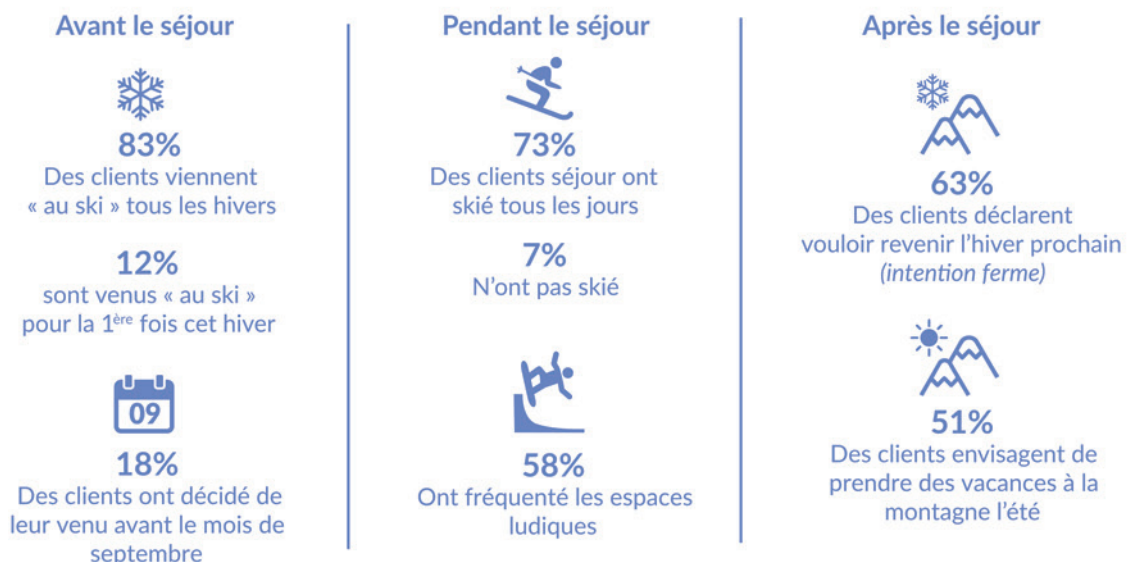 Avant le séjour
83%
Des clients viennent
« au ski » tous les hivers
12%
sont venus « au ski »
pour la 1ère fois cet hiver
09
18%
Des clients ont décidé de
leur venu avant le mois de
septembre
Pendant le séjour
73%
Des clients séjour ont
skié tous les jours
7%
N'ont pas skié
58%
Ont fréquenté les espaces
ludiques
Après le séjour
63%
Des clients déclarent
vouloir revenir l'hiver prochain
(intention ferme)
51%
Des clients envisagent de
prendre des vacances à la
montagne l'été